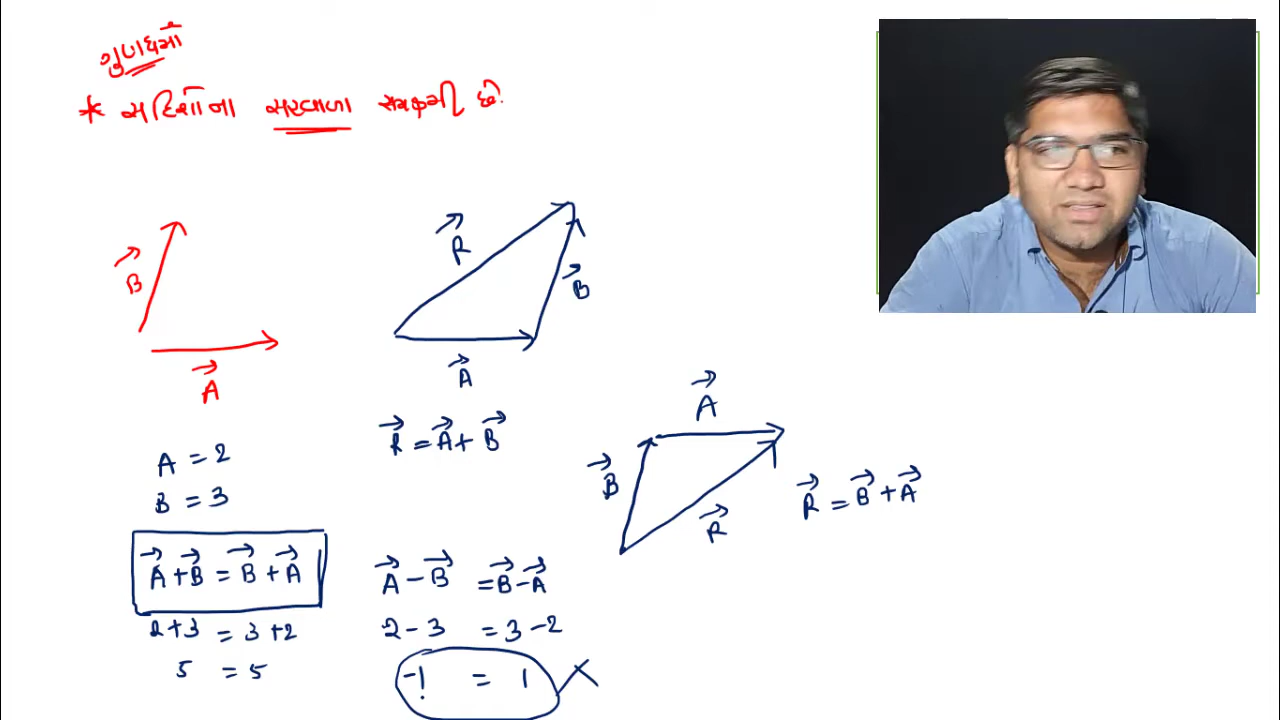 ગુણધર્મો
* સદિશોના સરવાળા સમક્રમી છે.
B⃗
A⃗
R⃗
B⃗
A⃗
R⃗ = A⃗ + B⃗
A⃗
B⃗
R⃗
R⃗ = B⃗ + A⃗
A = 2
B = 3
A⃗ + B⃗ = B⃗ + A⃗
2 + 3 = 3 + 2
5 = 5
A⃗ − B⃗ = B⃗ − A⃗
2 − 3 = 3 − 2
−1 = 1 ×